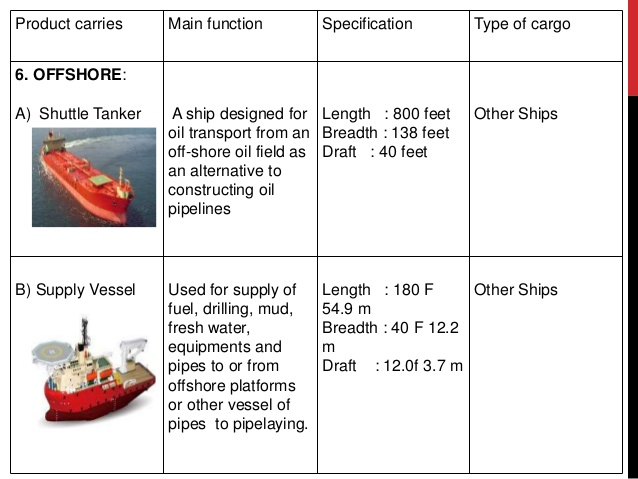 Product carries
Main function
Specification
Type of cargo
6. OFFSHORE:
A) Shuttle Tanker
A ship designed for
oil transport from an
off-shore oil field as
an alternative to
constructing oil
pipelines
Length : 800 feet
Breadth : 138 feet
Draft : 40 feet
Other Ships
B) Supply Vessel
Used for supply of
fuel, drilling, mud,
fresh water,
equipments and
pipes to or from
offshore platforms
or other vessel of
pipes to pipelaying.
Length : 180 F
54.9 m
Breadth : 40 F 12.2
m
Draft : 12.0f 3.7 m
Other Ships